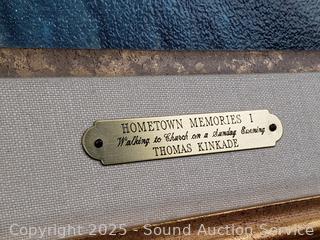 HOMETOWN MEMORIES I
Walking to Church on a Sunday Evening
THOMAS KINKADE
Copyright 2025 - Sound Auction Service